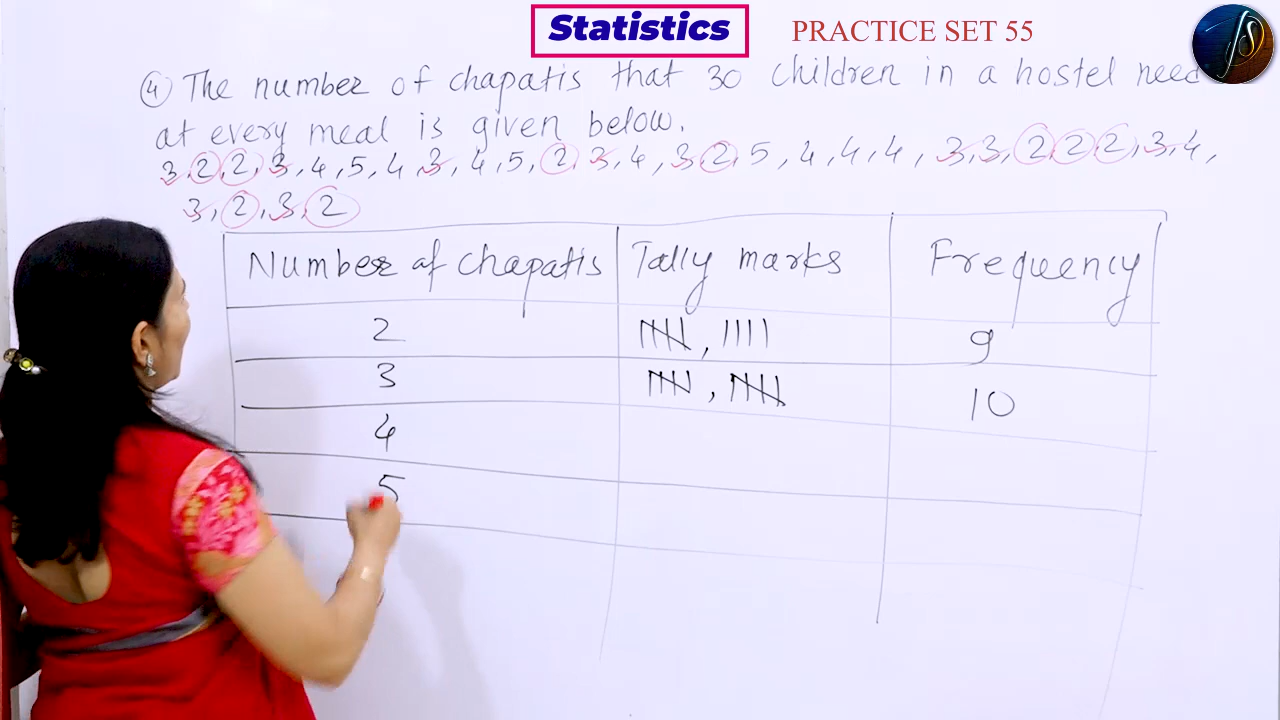 Statistics PRACTICE SET 55
④ The number of chapatis that 30 children in a hostel need
at every meal is given below.
3, 2, 2, 3, 4, 5, 4, 3, 4, 5, 2, 3, 4, 3, 2, 5, 4, 4, 4, 3, 3, 2, 2, 2, 3, 4,
3, 2, 3, 2
Number of chapatis Tally marks Frequency
2 𝍸, |||| 9
3 𝍸, 𝍸 10
4
5